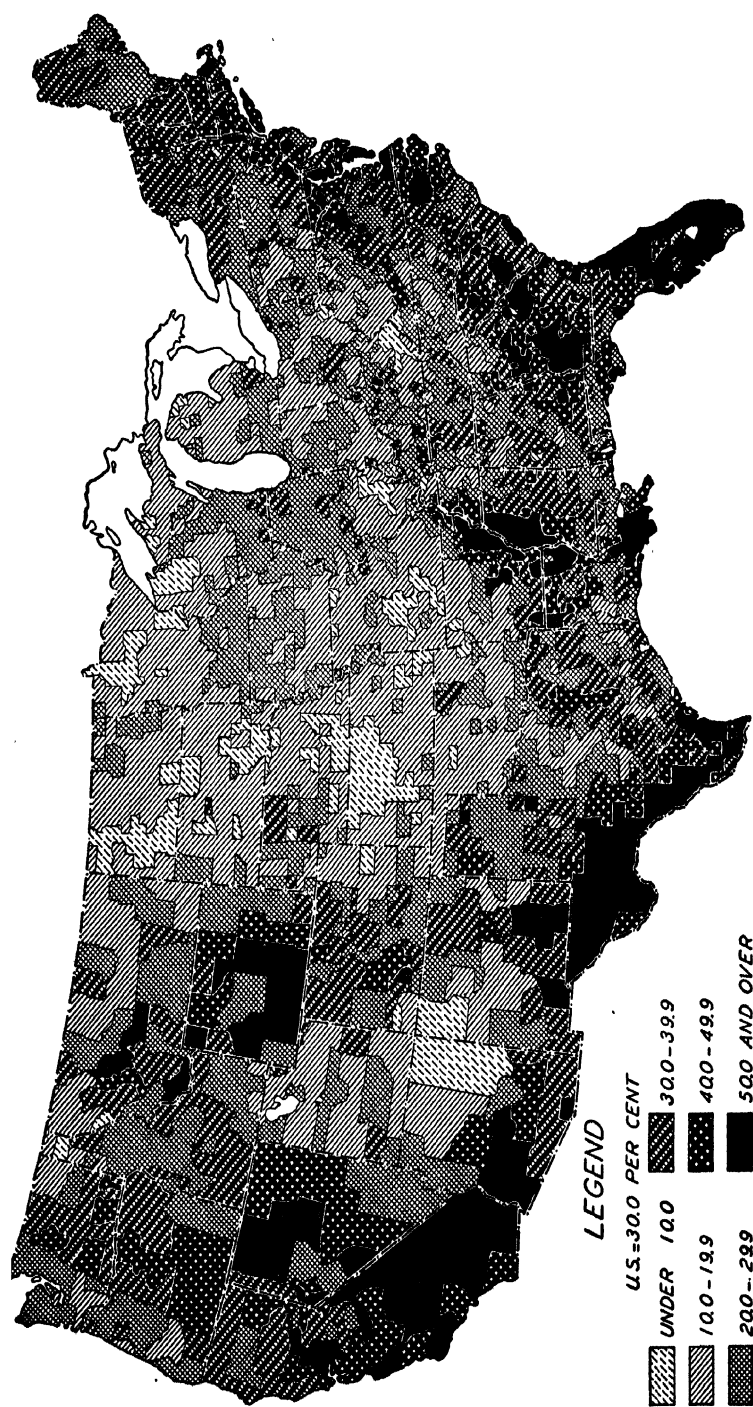 LEGEND
U.S.=30.0 PER CENT
UNDER 10.0
10.0-19.9
20.0-29.9
30.0-39.9
40.0-49.9
50.0 AND OVER